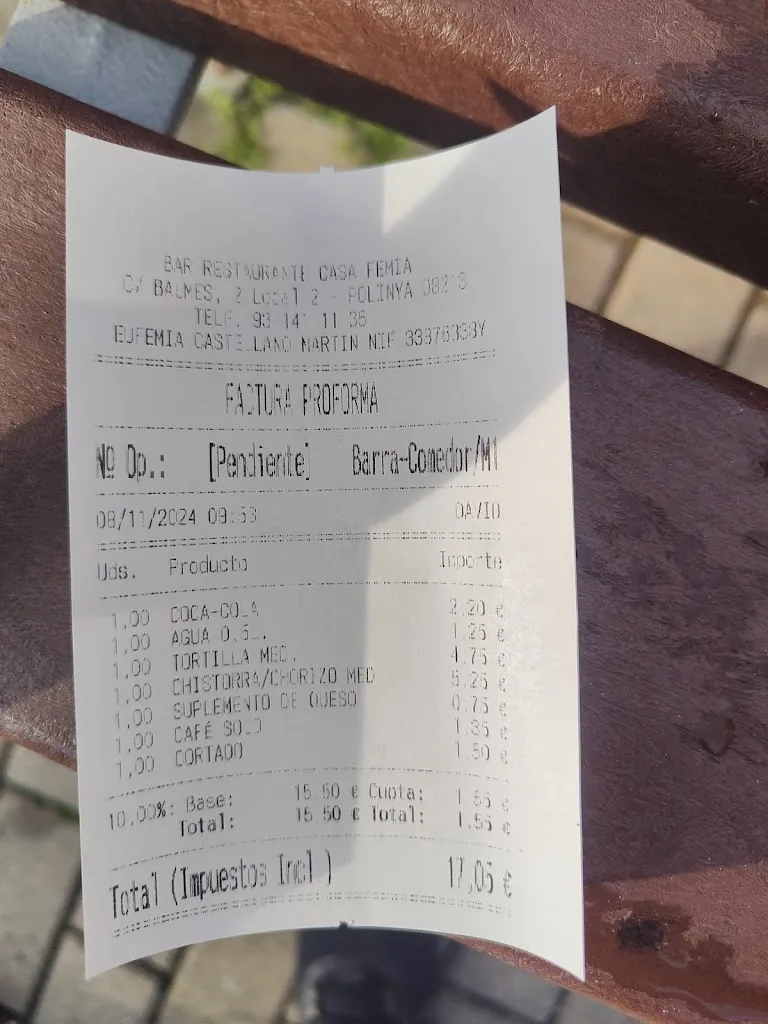 BAR RESTAURANTE CASA FEMIA
C/ BALMES, 2 Local 2 - POLINYA 08213
TELF. 93 141 11 35
EUFEMIA CASTELLANO MARTIN NIF
FACTURA PROFORMA
Nº Op.: [Pendiente] Barra-Comedor/M1
08/11/2024 09:53 DAVID
Uds. Producto Importe
1,00 COCA-COLA 2,20 €
1,00 AGUA 0,5L. 1,25 €
1,00 TORTILLA MED. 4,75 €
1,00 CHISTORRA/CHORIZO MED 5,25 €
1,00 SUPLEMENTO DE QUESO 0,75 €
1,00 CAFÉ SOLO 1,35 €
1,00 CORTADO 1,50 €
10,00%: Base: 15,50 € Cuota: 1,55 €
Total: 15,50 € Total: 1,55 €
Total (Impuestos Incl.) 17,05 €